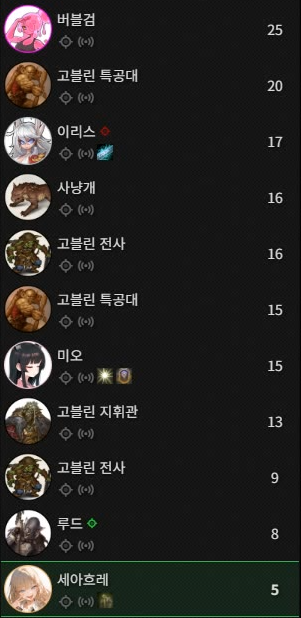 버블검 25
고블린 특공대 20
이리스 17
사냥개 16
고블린 전사 16
고블린 특공대 15
미오 15
고블린 지휘관 13
고블린 전사 9
루드 8
세아흐레 5